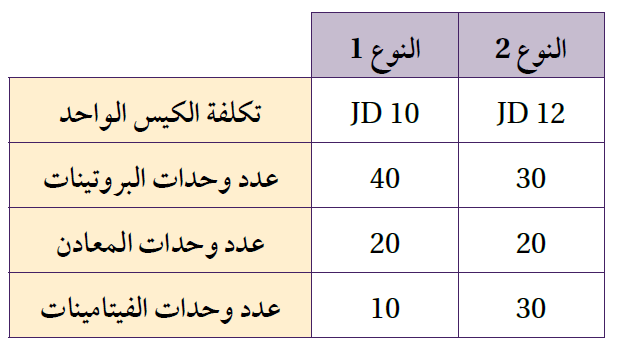 النوع 1 النوع 2
تكلفة الكيس الواحد JD 10 JD 12
عدد وحدات البروتينات 40 30
عدد وحدات المعادن 20 20
عدد وحدات الفيتامينات 10 30